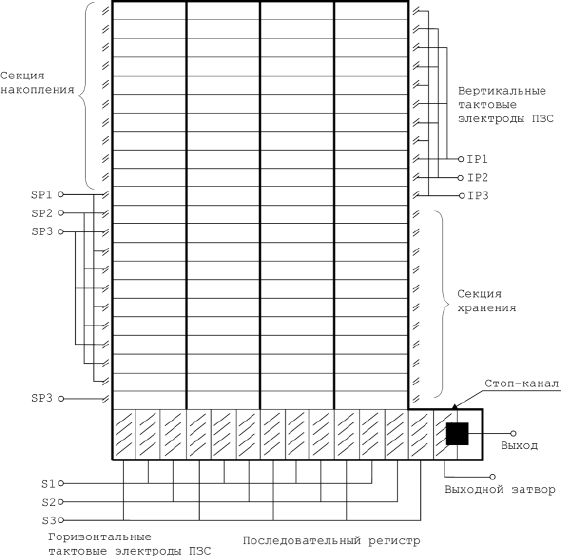 Секция
накопления
Вертикальные
тактовые
электроды ПЗС
IP1
IP2
IP3
SP1
SP2
SP3
Секция
хранения
Стоп-канал
SP3
Выход
S1
Выходной затвор
S2
S3
Горизонтальные
тактовые электроды ПЗС
Последовательный регистр